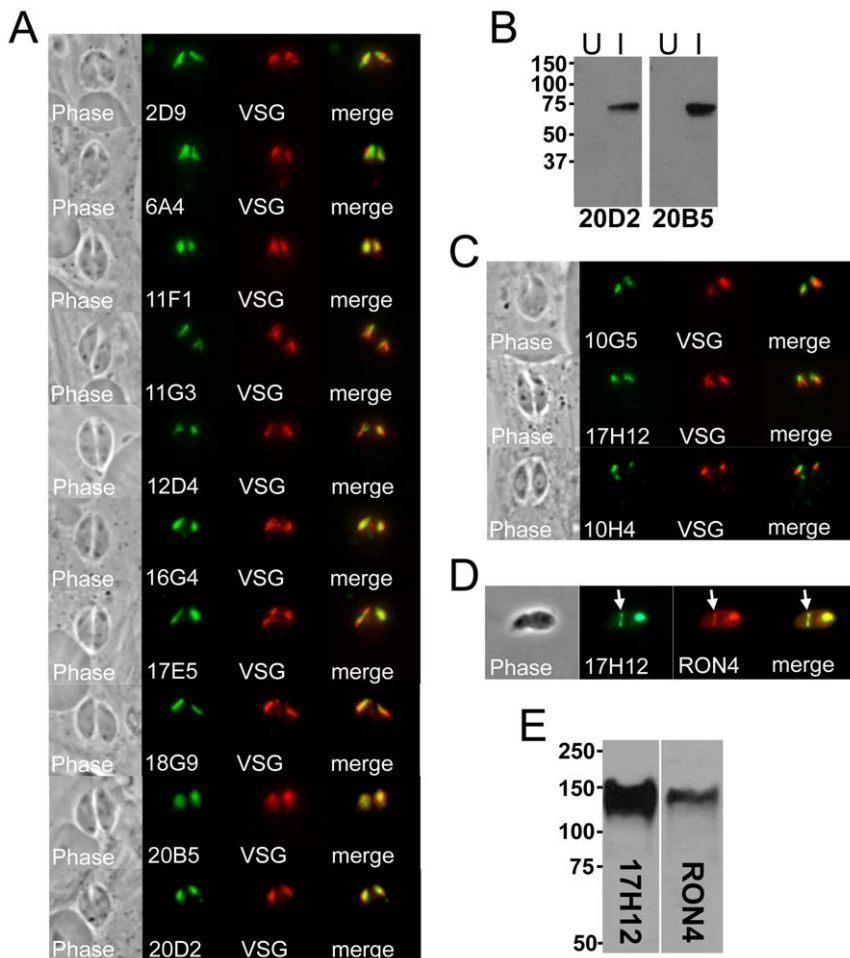 A
Phase 2D9 VSG merge
Phase 6A4 VSG merge
Phase 11F1 VSG merge
Phase 11G3 VSG merge
Phase 12D4 VSG merge
Phase 16G4 VSG merge
Phase 17E5 VSG merge
Phase 18G9 VSG merge
Phase 20B5 VSG merge
Phase 20D2 VSG merge
B
U I U I
150
100
75
50
37
20D2 20B5
C
Phase 10G5 VSG merge
Phase 17H12 VSG merge
Phase 10H4 VSG merge
D
Phase 17H12 RON4 merge
E
250
150
100
75
50
17H12 RON4